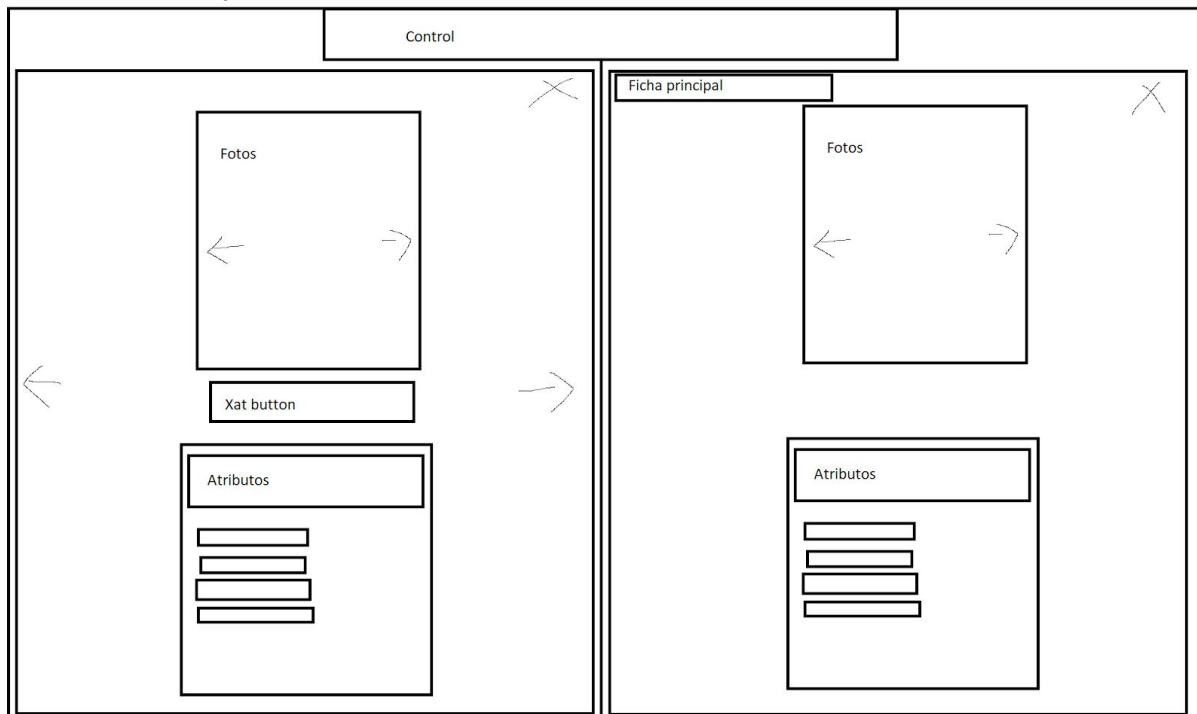 Control
Fotos
Xat button
Atributos
Ficha principal
Fotos
Atributos